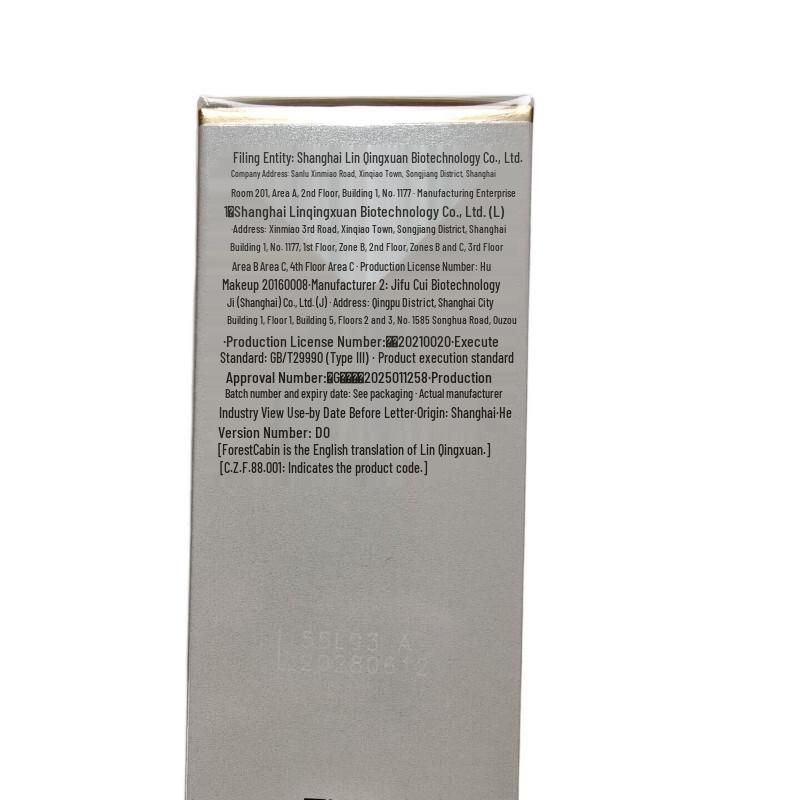 Filing Entity: Shanghai Lin Qingxuan Biotechnology Co., Ltd.
Company Address: Sanlu Xinmiao Road, Xinqiao Town, Songjiang District, Shanghai
Room 201, Area A, 2nd Floor, Building 1, No. 1177 · Manufacturing Enterprise
Shanghai Linqingxuan Biotechnology Co., Ltd. (L)
·Address: Xinmiao 3rd Road, Xinqiao Town, Songjiang District, Shanghai
Building 1, No. 1177, 1st Floor, Zone B, 2nd Floor, Zones B and C, 3rd Floor
Area B Area C, 4th Floor Area C · Production License Number: Hu
Makeup 20160008·Manufacturer 2: Jifu Cui Biotechnology
Ji (Shanghai) Co., Ltd. (J) · Address: Qingpu District, Shanghai City
Building 1, Floor 1, Building 5, Floors 2 and 3, No. 1585 Songhua Road, Ouzou
·Production License Number: 20210020·Execute
Standard: GB/T29990 (Type III) · Product execution standard
Approval Number: G 2025011258·Production
Batch number and expiry date: See packaging · Actual manufacturer
Industry View Use-by Date Before Letter·Origin: Shanghai·He
Version Number: D0
[ForestCabin is the English translation of Lin Qingxuan.]
[C.Z.F.88.001: Indicates the product code.]
55L93 A
20280612